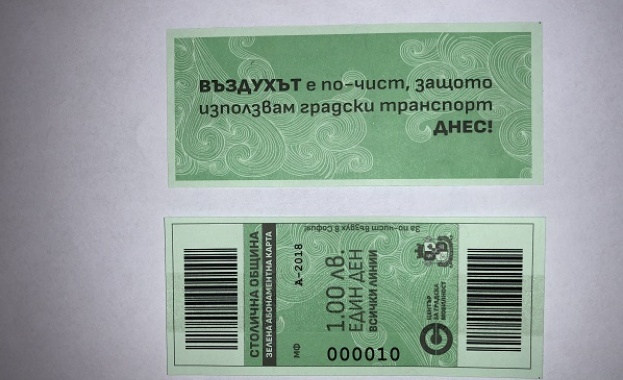 ВЪЗДУХЪТ е по-чист, защото
използвам градски транспорт
ДНЕС!
За по-чист въздух в София!
СТОЛИЧНА ОБЩИНА
ЗЕЛЕНА АБОНАМЕНТНА КАРТА
А-2018
МФ
1.00 лв.
ЕДИН ДЕН
ВСИЧКИ ЛИНИИ
000010
ЦЕНТЪР
ЗА ГРАДСКА
МОБИЛНОСТ